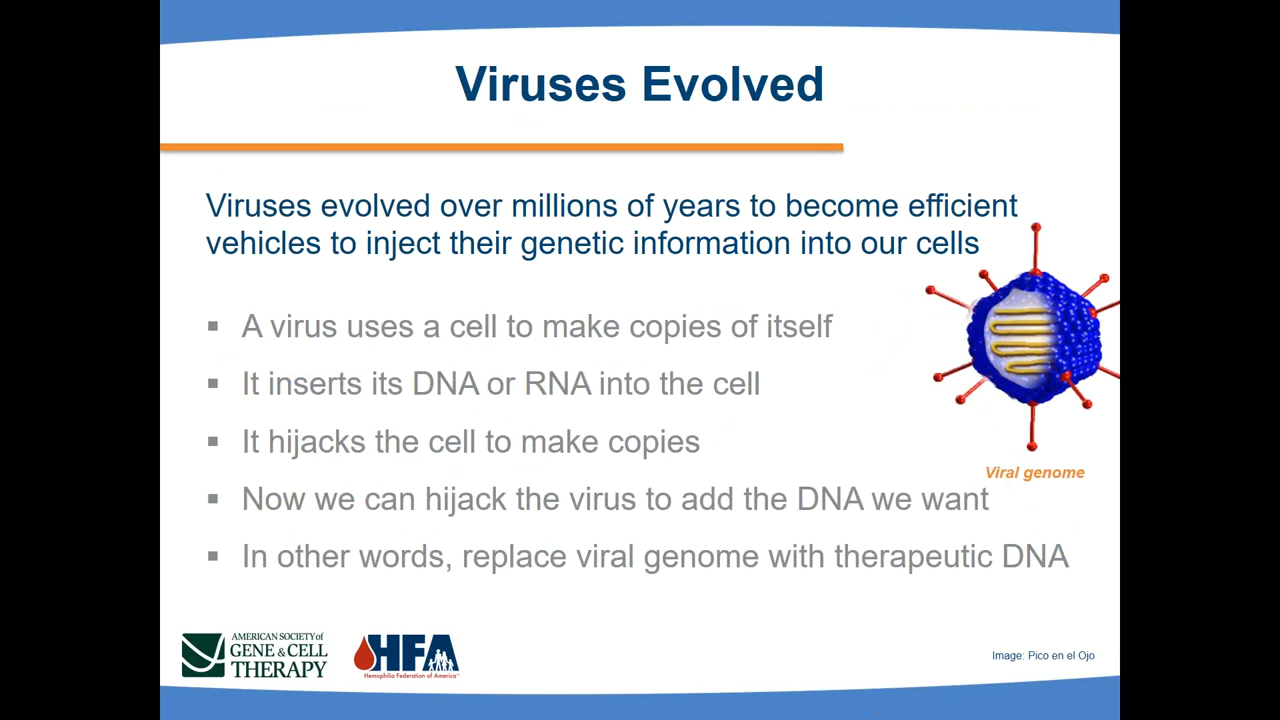 Viruses Evolved
Viruses evolved over millions of years to become efficient
vehicles to inject their genetic information into our cells
▪ A virus uses a cell to make copies of itself
▪ It inserts its DNA or RNA into the cell
▪ It hijacks the cell to make copies
▪ Now we can hijack the virus to add the DNA we want
▪ In other words, replace viral genome with therapeutic DNA
Viral genome
AMERICAN SOCIETY of
GENE & CELL
THERAPY
HFA
Hemophilia Federation of America™
Image: Pico en el Ojo